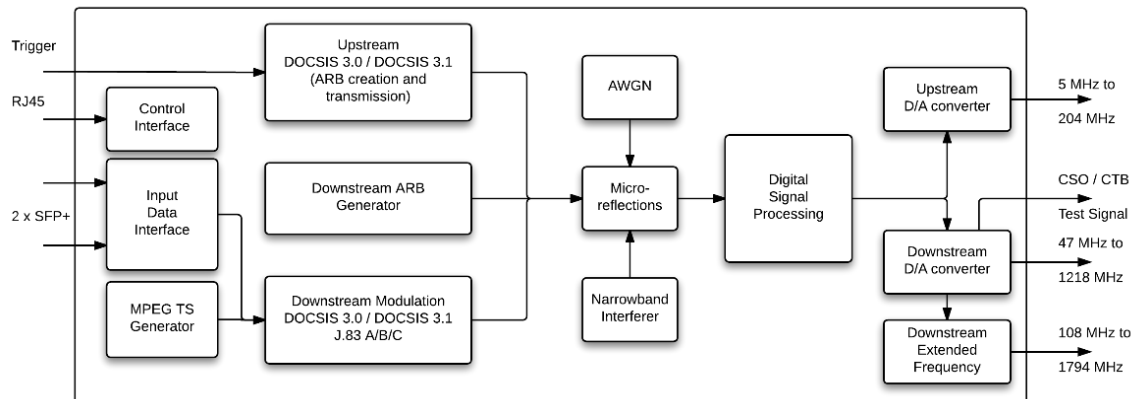 Trigger
RJ45
2 x SFP+
Control
Interface
Input
Data
Interface
MPEG TS
Generator
Upstream
DOCSIS 3.0 / DOCSIS 3.1
(ARB creation and
transmission)
Downstream ARB
Generator
Downstream Modulation
DOCSIS 3.0 / DOCSIS 3.1
J.83 A/B/C
AWGN
Micro-
reflections
Narrowband
Interferer
Digital
Signal
Processing
Upstream
D/A converter
Downstream
D/A converter
Downstream
Extended
Frequency
5 MHz to
204 MHz
CSO / CTB
Test Signal
47 MHz to
1218 MHz
108 MHz to
1794 MHz